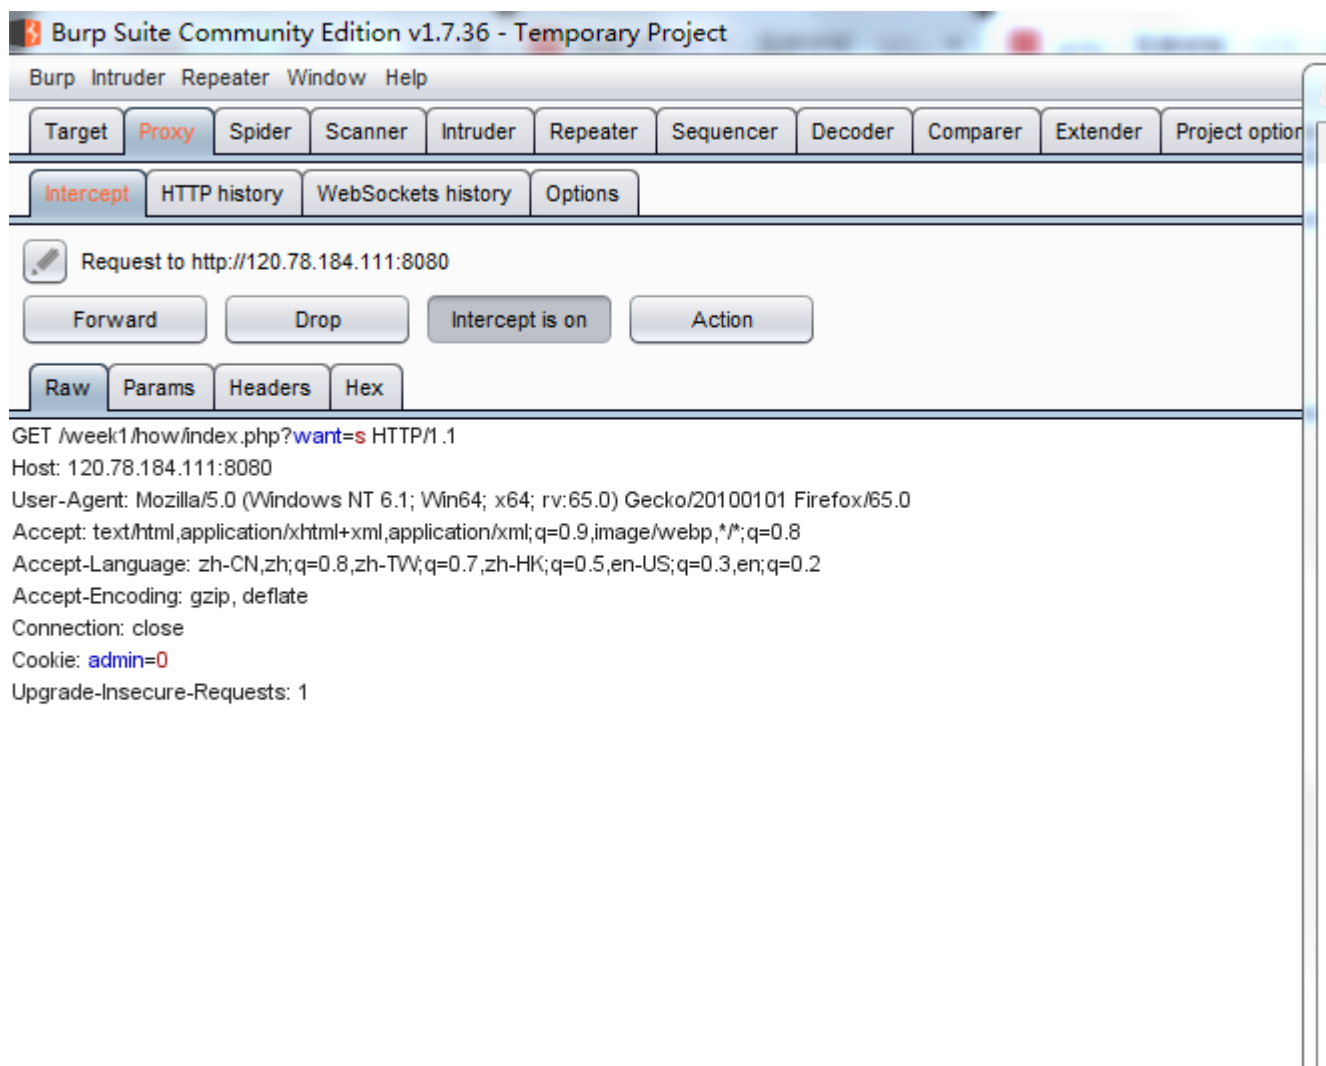 Burp Suite Community Edition v1.7.36 - Temporary Project
Burp Intruder Repeater Window Help
Target Proxy Spider Scanner Intruder Repeater Sequencer Decoder Comparer Extender Project option
Intercept HTTP history WebSockets history Options
Request to http://120.78.184.111:8080
Forward Drop Intercept is on Action
Raw Params Headers Hex
GET /week1/how/index.php?want=s HTTP/1.1
Host: 120.78.184.111:8080
User-Agent: Mozilla/5.0 (Windows NT 6.1; Win64; x64; rv:65.0) Gecko/20100101 Firefox/65.0
Accept: text/html,application/xhtml+xml,application/xml;q=0.9,image/webp,*/*;q=0.8
Accept-Language: zh-CN,zh;q=0.8,zh-TW;q=0.7,zh-HK;q=0.5,en-US;q=0.3,en;q=0.2
Accept-Encoding: gzip, deflate
Connection: close
Cookie: admin=0
Upgrade-Insecure-Requests: 1